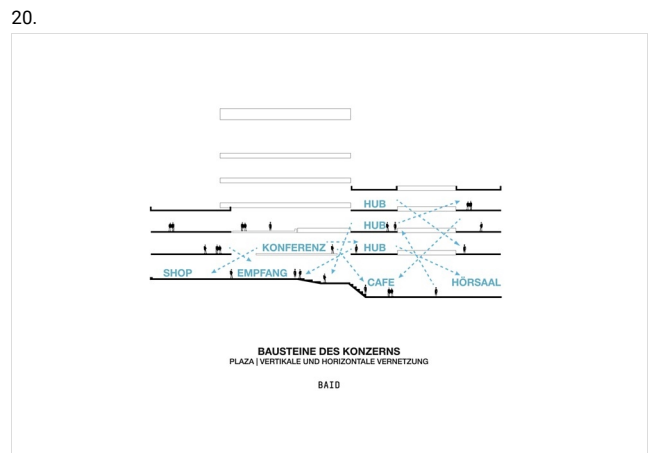 20.
HUB
HUB
KONFERENZ HUB
SHOP EMPFANG CAFE HÖRSAAL
BAUSTEINE DES KONZERNS
PLAZA | VERTIKALE UND HORIZONTALE VERNETZUNG
BAID